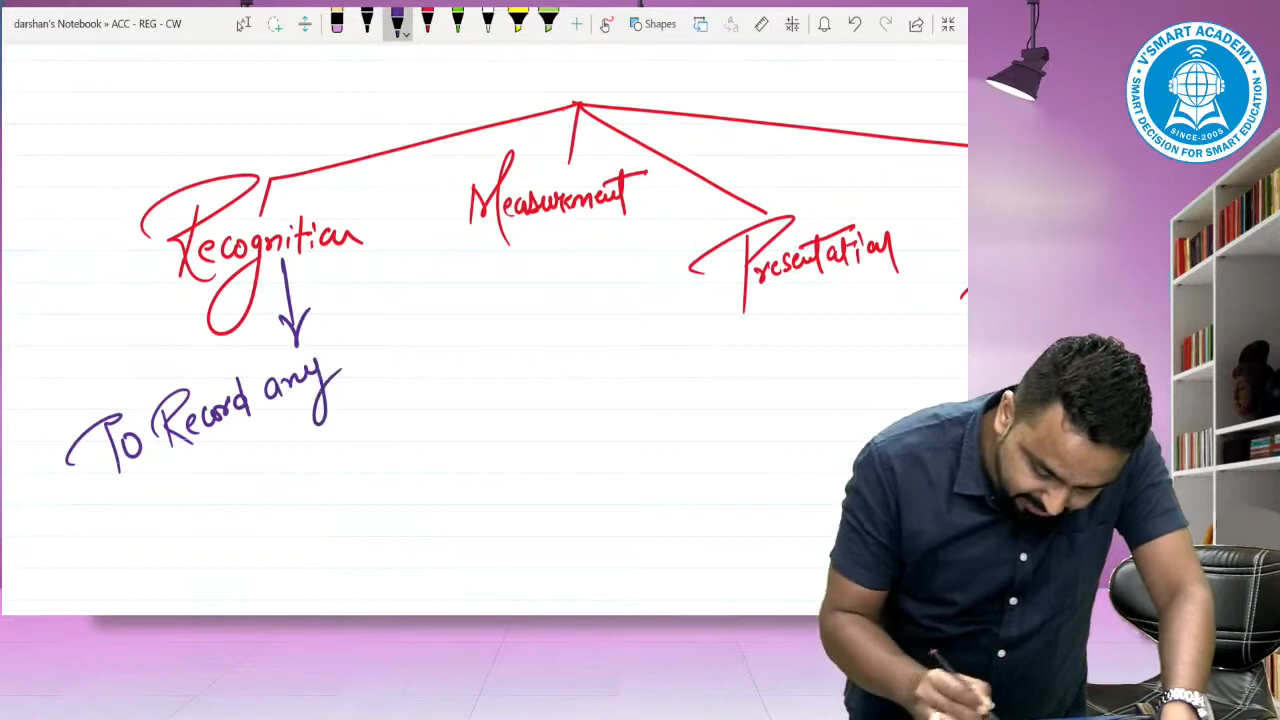 darshan's Notebook » ACC - REG - CW
Shapes
V'SMART ACADEMY
SINCE-2005
SMART DECISION FOR SMART EDUCATION
Recognition
Measurement
Presentation
To Record any